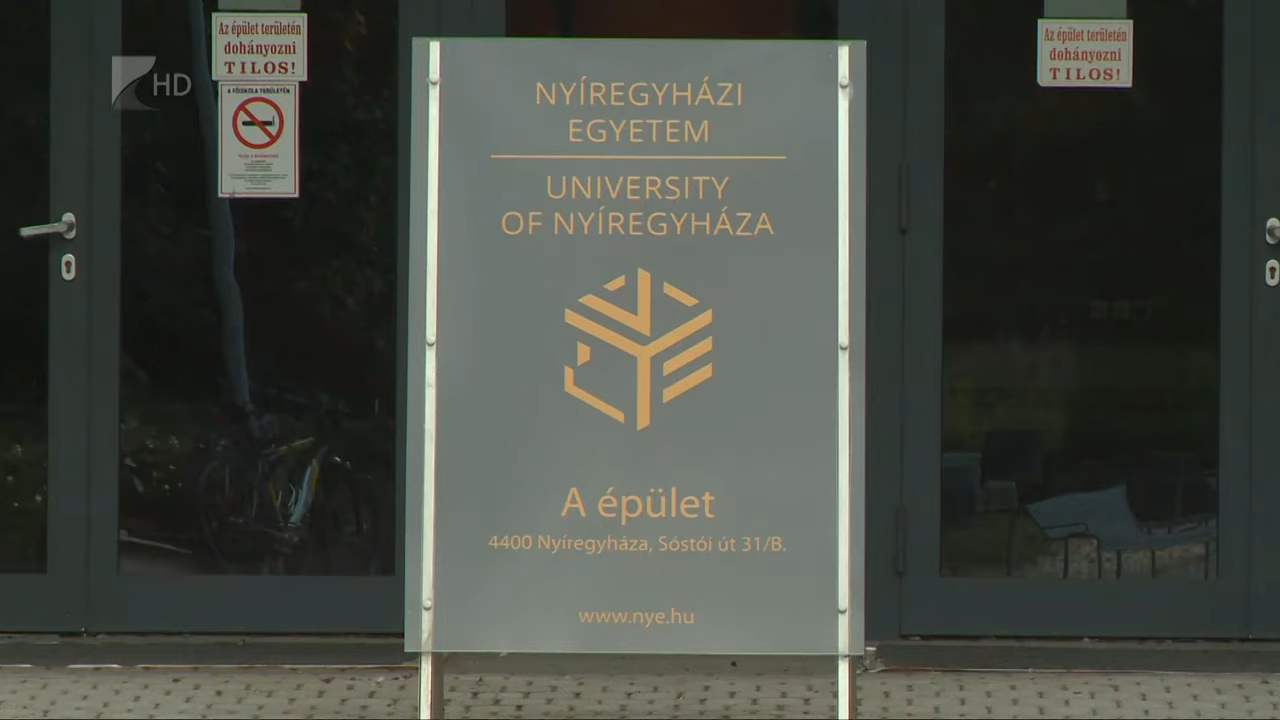 Az épület területén
dohányozni
TILOS!
A FŐISKOLA TERÜLETÉN
HD
NYÍREGYHÁZI
EGYETEM
UNIVERSITY
OF NYÍREGYHÁZA
A épület
4400 Nyíregyháza, Sóstói út 31/B.
www.nye.hu
Az épület területén
dohányozni
TILOS!